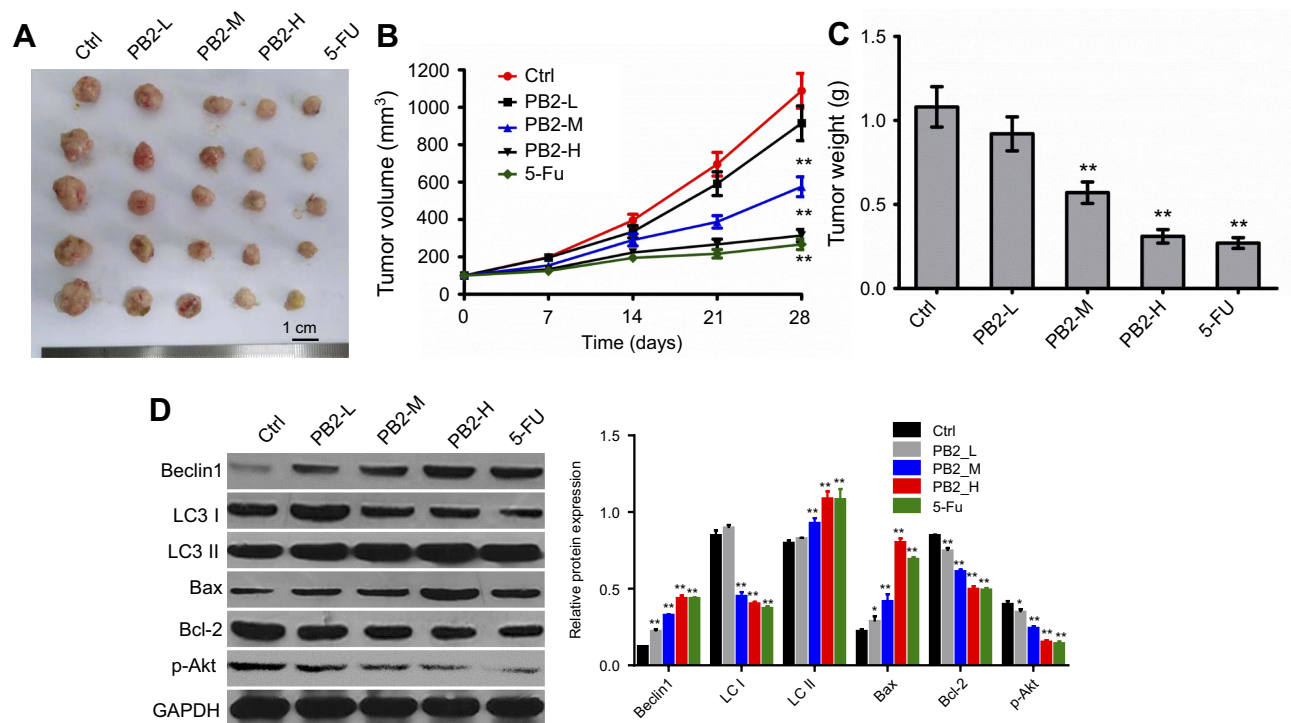 A
Ctrl PB2-L PB2-M PB2-H 5-FU
1 cm
B
Tumor volume (mm³)
1200
1000
800
600
400
200
0
Ctrl
PB2-L
PB2-M
PB2-H
5-Fu
**
**
**
0 7 14 21 28
Time (days)
C
Tumor weight (g)
1.5
1.0
0.5
0.0
** ** **
Ctrl PB2-L PB2-M PB2-H 5-FU
D
Ctrl PB2-L PB2-M PB2-H 5-FU
Beclin1
LC3 I
LC3 II
Bax
Bcl-2
p-Akt
GAPDH
Relative protein expression
1.5
1.0
0.5
0.0
Ctrl
PB2_L
PB2_M
PB2_H
5-Fu
** ** ** **
** ** **
** ** **
* ** ** **
** ** ** **
* ** ** **
Beclin1 LC I LC II Bax Bcl-2 p-Akt